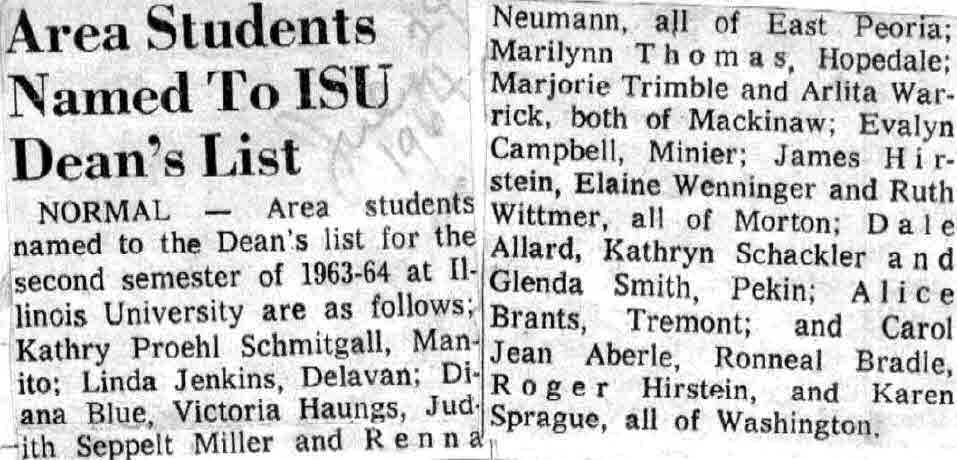 Area Students
Named To ISU
Dean's List
NORMAL — Area students
named to the Dean's list for the
second semester of 1963-64 at Il-
linois University are as follows;
Kathry Proehl Schmitgall, Man-
ito; Linda Jenkins, Delavan; Di-
ana Blue, Victoria Haungs, Jud-
ith Seppelt Miller and Renna
Neumann, all of East Peoria;
Marilynn Thomas, Hopedale;
Marjorie Trimble and Arlita War-
rick, both of Mackinaw; Evalyn
Campbell, Minier; James Hir-
stein, Elaine Wenninger and Ruth
Wittmer, all of Morton; Dale
Allard, Kathryn Schackler and
Glenda Smith, Pekin; Alice
Brants, Tremont; and Carol
Jean Aberle, Ronneal Bradle,
Roger Hirstein, and Karen
Sprague, all of Washington.